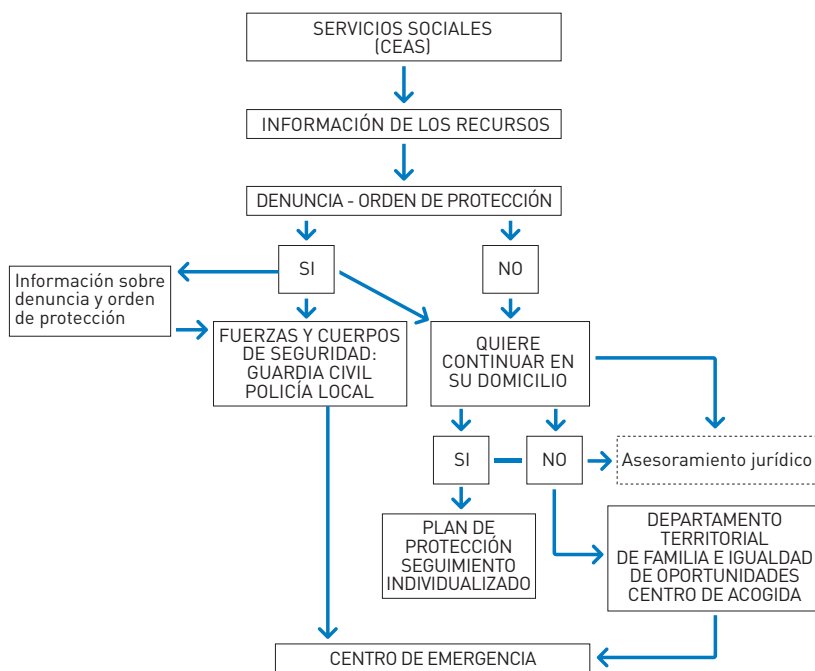 SERVICIOS SOCIALES
(CEAS)
INFORMACIÓN DE LOS RECURSOS
DENUNCIA - ORDEN DE PROTECCIÓN
SI
NO
Información sobre
denuncia y orden
de protección
FUERZAS Y CUERPOS
DE SEGURIDAD:
GUARDIA CIVIL
POLICÍA LOCAL
QUIERE
CONTINUAR EN
SU DOMICILIO
SI
NO
Asesoramiento jurídico
PLAN DE
PROTECCIÓN
SEGUIMIENTO
INDIVIDUALIZADO
DEPARTAMENTO
TERRITORIAL
DE FAMILIA E IGUALDAD
DE OPORTUNIDADES
CENTRO DE ACOGIDA
CENTRO DE EMERGENCIA